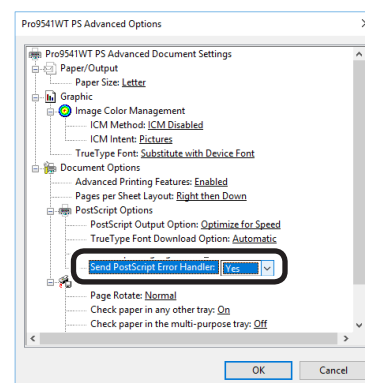 Pro9541WT PS Advanced Options
Pro9541WT PS Advanced Document Settings
Paper/Output
Paper Size: Letter
Graphic
Image Color Management
ICM Method: ICM Disabled
ICM Intent: Pictures
TrueType Font: Substitute with Device Font
Document Options
Advanced Printing Features: Enabled
Pages per Sheet Layout: Right then Down
PostScript Options
PostScript Output Option: Optimize for Speed
TrueType Font Download Option: Automatic
Send PostScript Error Handler: Yes
Page Rotate: Normal
Check paper in any other tray: On
Check paper in the multi-purpose tray: Off
OK Cancel